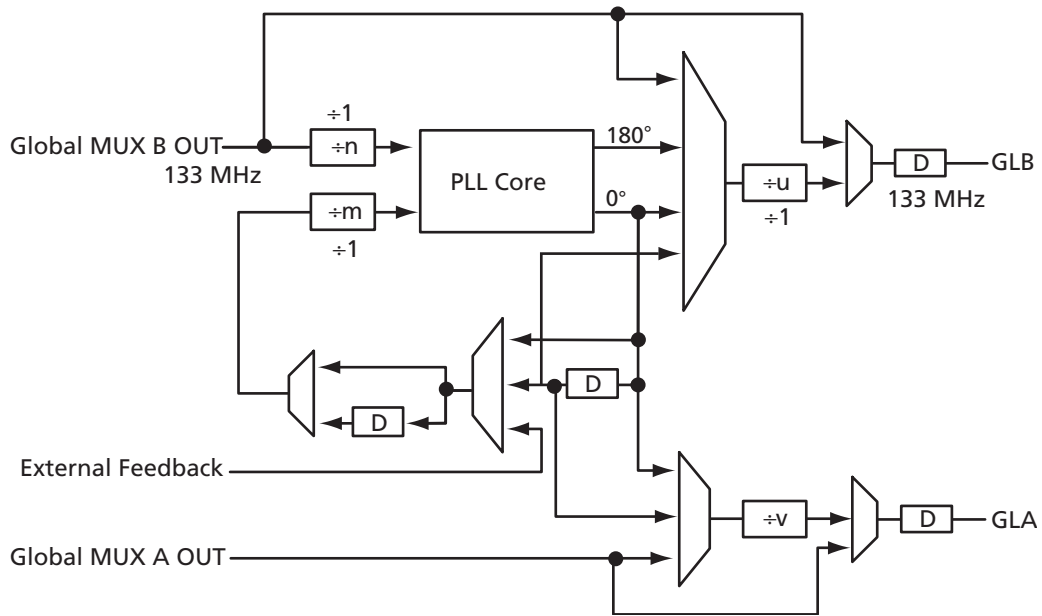 ÷1
Global MUX B OUT
÷n
180°
133 MHz
PLL Core
÷u
D
GLB
÷m
0°
÷1
133 MHz
÷1
D
D
External Feedback
÷v
D
GLA
Global MUX A OUT